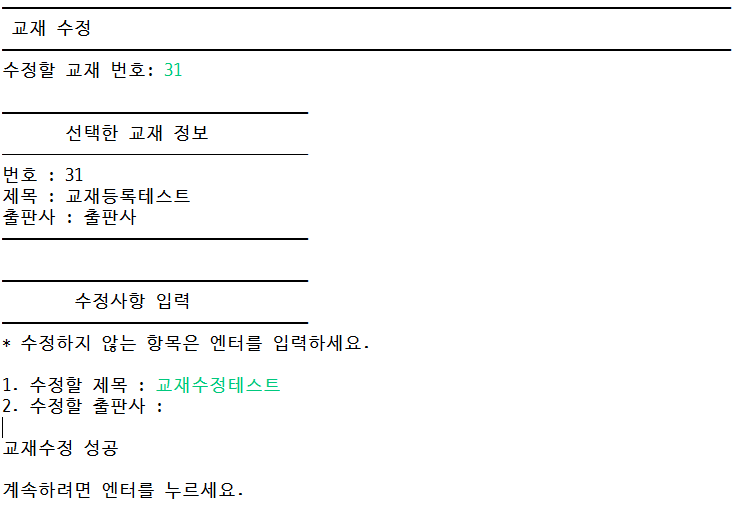 교재 수정
수정할 교재 번호: 31
선택한 교재 정보
번호 : 31
제목 : 교재등록테스트
출판사 : 출판사
수정사항 입력
* 수정하지 않는 항목은 엔터를 입력하세요.
1. 수정할 제목 : 교재수정테스트
2. 수정할 출판사 :
교재수정 성공
계속하려면 엔터를 누르세요.